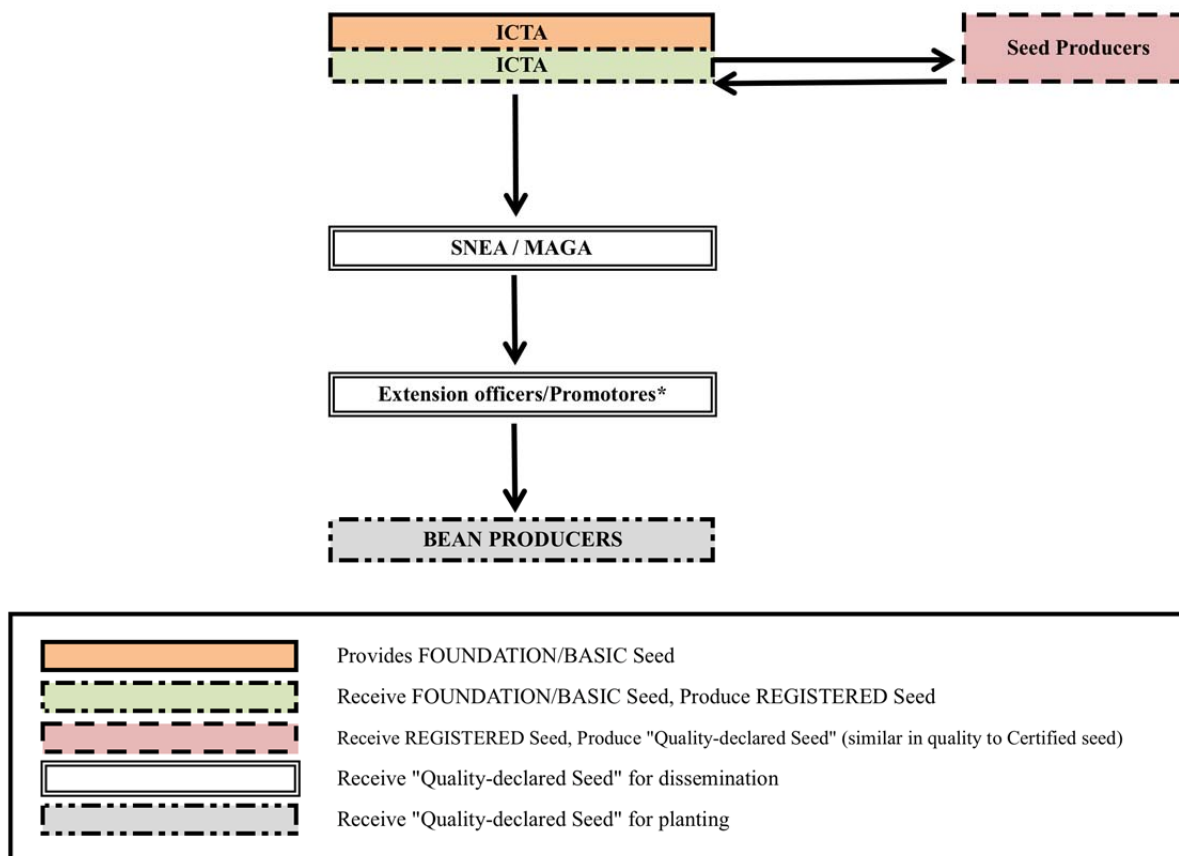 ICTA
ICTA
Seed Producers
SNEA / MAGA
Extension officers/Promotores*
BEAN PRODUCERS
Provides FOUNDATION/BASIC Seed
Receive FOUNDATION/BASIC Seed, Produce REGISTERED Seed
Receive REGISTERED Seed, Produce "Quality-declared Seed" (similar in quality to Certified seed)
Receive "Quality-declared Seed" for dissemination
Receive "Quality-declared Seed" for planting